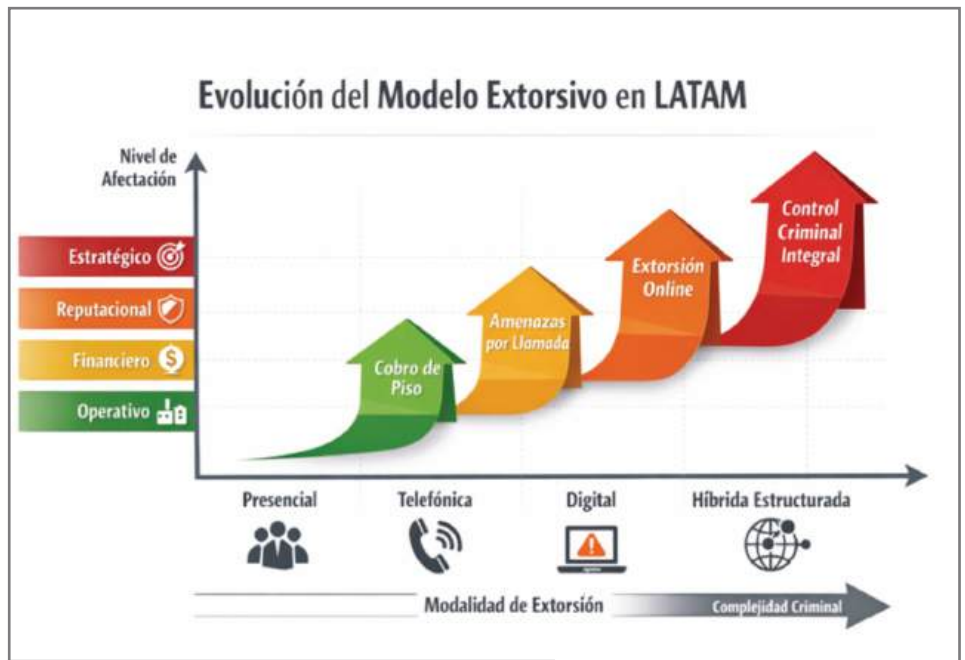 Evolución del Modelo Extorsivo en LATAM
Nivel de
Afectación
Estratégico
Reputacional
Financiero
Operativo
Cobro de
Piso
Amenazas
por Llamada
Extorsión
Online
Control
Criminal
Integral
Presencial
Telefónica
Digital
Híbrida Estructurada
Modalidad de Extorsión
Complejidad Criminal